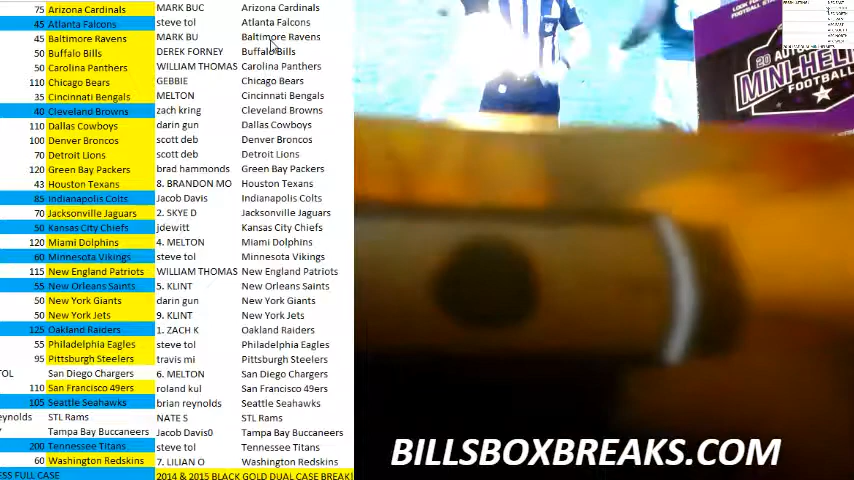 75 Arizona Cardinals MARK BUC Arizona Cardinals
45 Atlanta Falcons steve tol Atlanta Falcons
45 Baltimore Ravens MARK BU Baltimore Ravens
50 Buffalo Bills DEREK FORNEY Buffalo Bills
50 Carolina Panthers WILLIAM THOMAS Carolina Panthers
110 Chicago Bears GEBBIE Chicago Bears
35 Cincinnati Bengals MELTON Cincinnati Bengals
40 Cleveland Browns zach kring Cleveland Browns
110 Dallas Cowboys darin gun Dallas Cowboys
100 Denver Broncos scott deb Denver Broncos
70 Detroit Lions scott deb Detroit Lions
120 Green Bay Packers brad hammonds Green Bay Packers
43 Houston Texans 8. BRANDON MO Houston Texans
85 Indianapolis Colts Jacob Davis Indianapolis Colts
70 Jacksonville Jaguars 2. SKYE D Jacksonville Jaguars
50 Kansas City Chiefs jdewitt Kansas City Chiefs
120 Miami Dolphins 4. MELTON Miami Dolphins
60 Minnesota Vikings steve tol Minnesota Vikings
115 New England Patriots WILLIAM THOMAS New England Patriots
55 New Orleans Saints 5. KLINT New Orleans Saints
50 New York Giants darin gun New York Giants
50 New York Jets 9. KLINT New York Jets
125 Oakland Raiders 1. ZACH K Oakland Raiders
55 Philadelphia Eagles steve tol Philadelphia Eagles
95 Pittsburgh Steelers travis mi Pittsburgh Steelers
TOL San Diego Chargers 6. MELTON San Diego Chargers
110 San Francisco 49ers roland kul San Francisco 49ers
105 Seattle Seahawks brian reynolds Seattle Seahawks
eynolds STL Rams NATE S STL Rams
Tampa Bay Buccaneers Jacob Davis0 Tampa Bay Buccaneers
200 Tennessee Titans steve tol Tennessee Titans
60 Washington Redskins 7. LILIAN O Washington Redskins
ESS FULL CASE 2014 & 2015 BLACK GOLD DUAL CASE BREAK!
20 AUTO
MINI-HEL
FOOTBALL
BILLSBOXBREAKS.COM